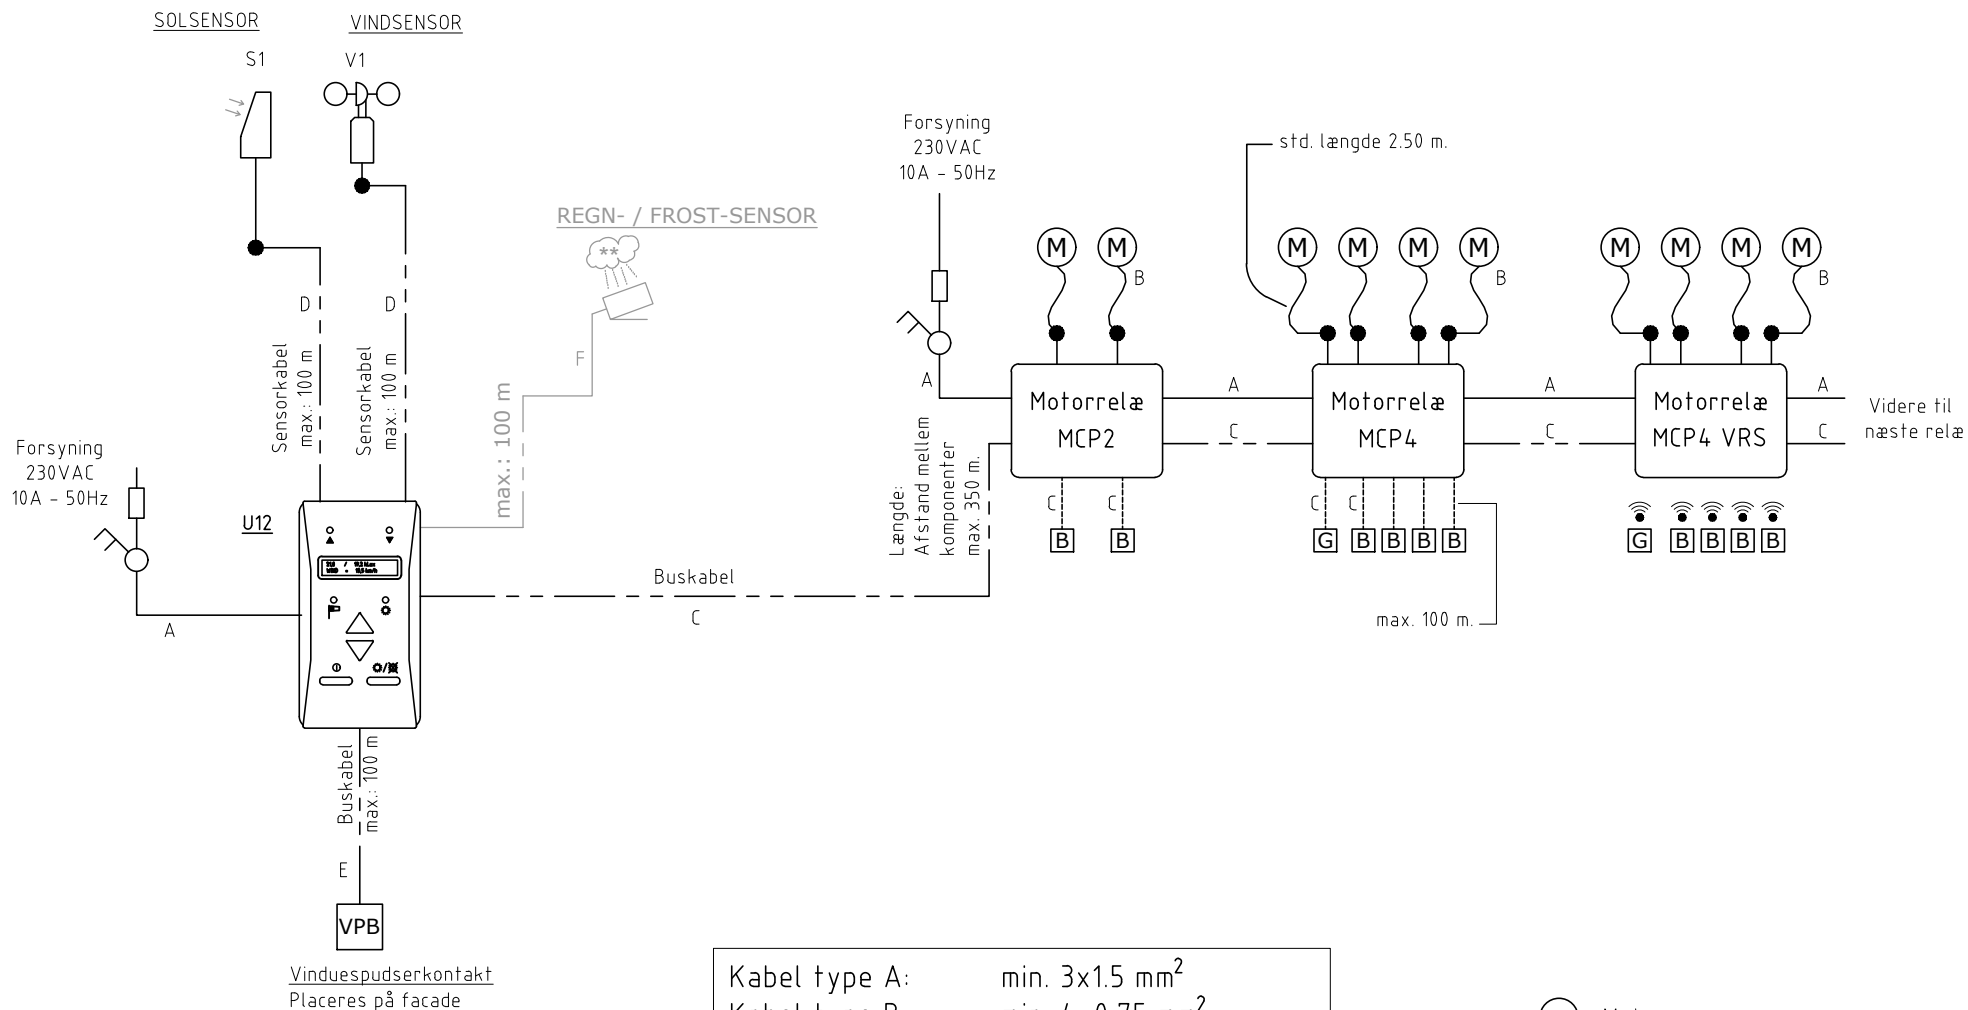 SOLSENSOR
VINDSENSOR
S1
V1
REGN- / FROST-SENSOR
**
D
D
F
Sensorkabel
max.: 100 m
Sensorkabel
max.: 100 m
max.: 100 m
Forsyning
230VAC
10A - 50Hz
A
U12
Buskabel
C
Buskabel
max.: 100 m
E
VPB
Vinduespudserkontakt
Placeres på facade
Forsyning
230VAC
10A - 50Hz
A
Længde:
Afstand mellem
komponenter
max. 350 m.
std. længde 2.50 m.
M M
B
M M M M
B
M M M M
B
Motorrelæ
MCP2
A
C
Motorrelæ
MCP4
A
C
Motorrelæ
MCP4 VRS
A
C
Videre til
næste relæ
C C
B B
C C
G B B B B
G B B B B
max. 100 m.
Kabel type A: min. 3x1.5 mm²